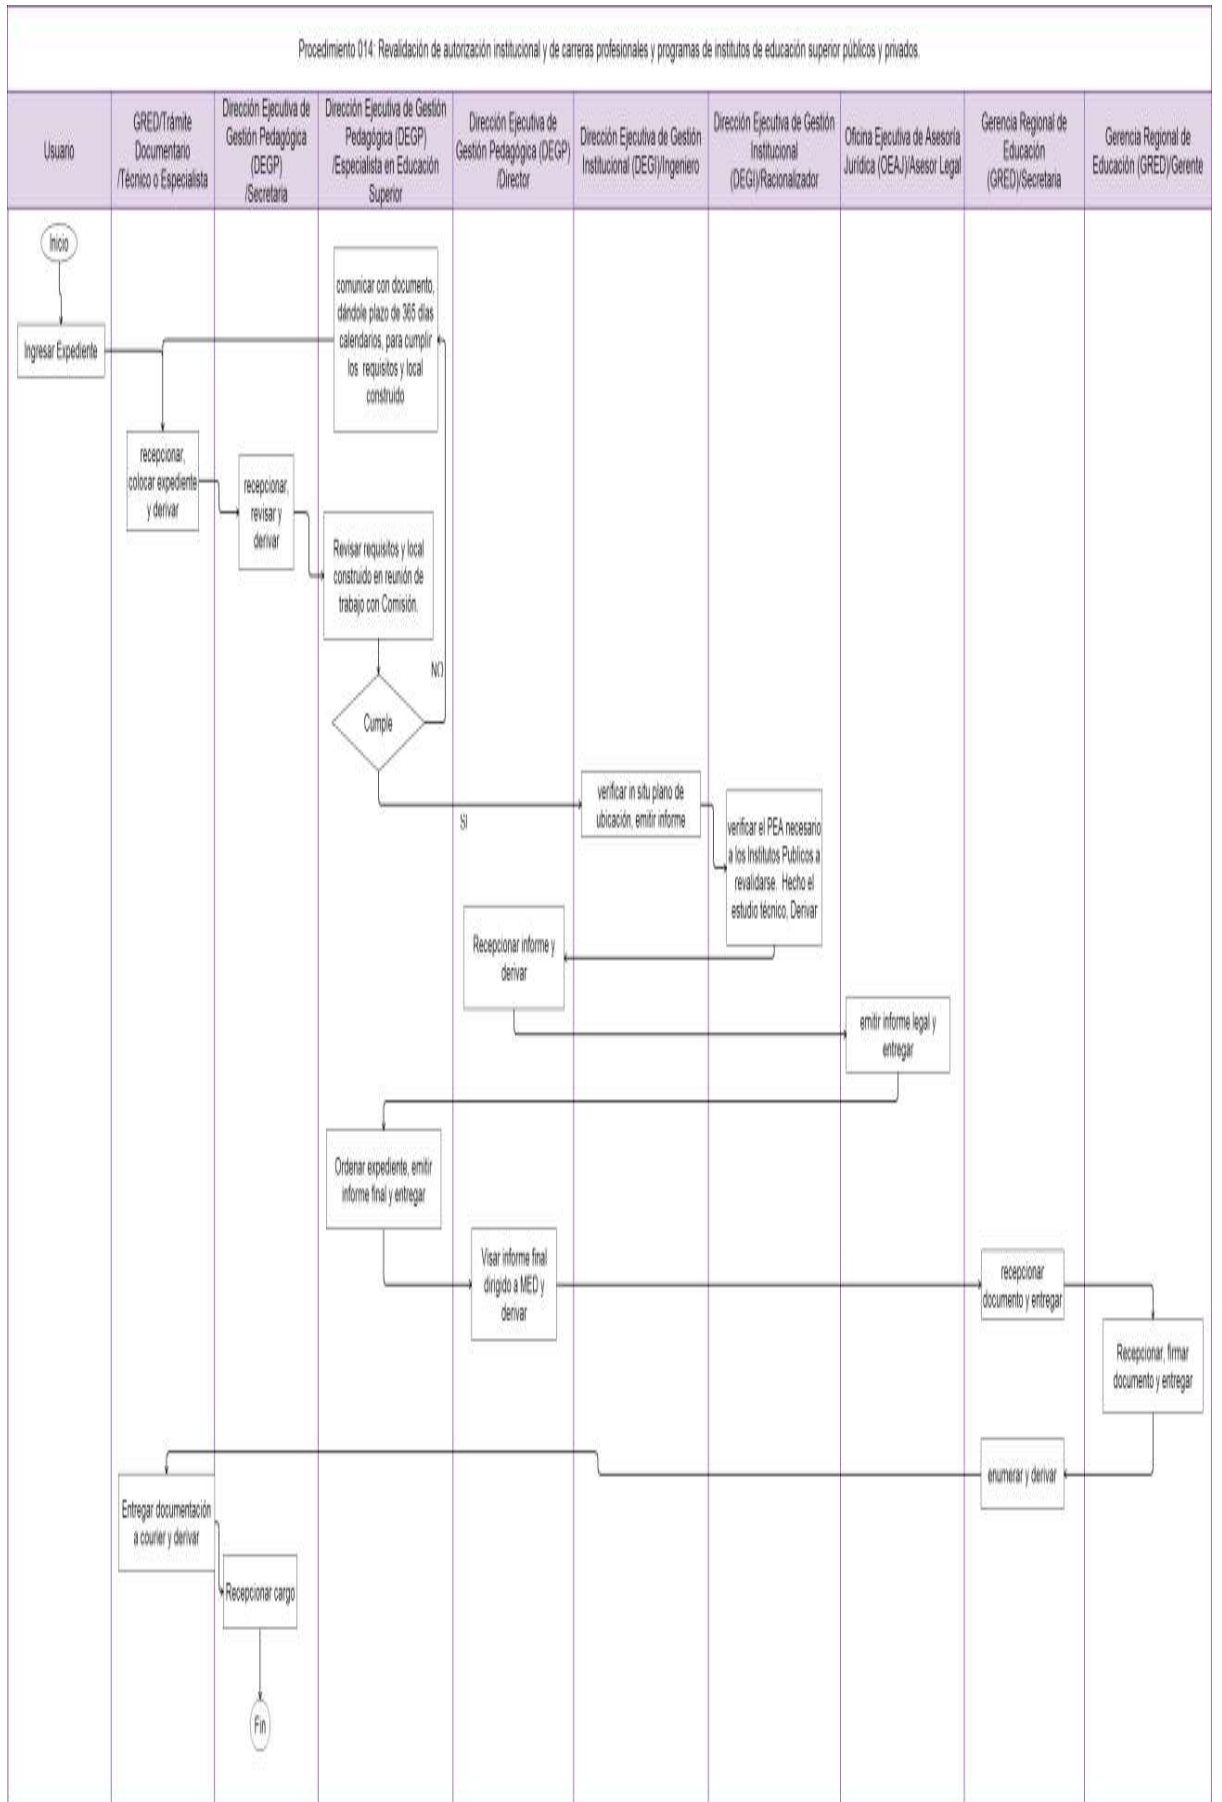 Procedimiento 014: Revalidación de autorización institucional y de carreras profesionales y programas de institutos de educación superior públicos y privados.
Usuario
GRED/Trámite
Documentario
/Técnico o Especialista
Dirección Ejecutiva de
Gestión Pedagógica
(DEGP)
/Secretaria
Dirección Ejecutiva de Gestión
Pedagógica (DEGP)
/Especialista en Educación
Superior
Dirección Ejecutiva de
Gestión Pedagógica (DEGP)
/Director
Dirección Ejecutiva de Gestión
Institucional (DEGI)/Ingeniero
Dirección Ejecutiva de Gestión
Institucional
(DEGI)/Racionalizador
Oficina Ejecutiva de Asesoría
Jurídica (OEAJ)/Asesor Legal
Gerencia Regional de
Educación
(GRED)/Secretaria
Gerencia Regional de
Educación (GRED)/Gerente
Inicio
Ingresar Expediente
comunicar con documento,
dándole plazo de 365 días
calendarios, para cumplir
los requisitos y local
construido
recepcionar,
colocar expediente
y derivar
recepcionar,
revisar y
derivar
Revisar requisitos y local
construido en reunión de
trabajo con Comisión.
NO
Cumple
SI
verificar in situ plano de
ubicación, emitir informe
verificar el PEA necesario
a los Institutos Publicos a
revalidarse. Hecho el
estudio técnico, Derivar
Recepcionar informe y
derivar
emitir informe legal y
entregar
Ordenar expediente, emitir
informe final y entregar
Visar informe final
dirigido a MED y
derivar
recepcionar
documento y entregar
Recepcionar, firmar
documento y entregar
enumerar y derivar
Entregar documentación
a courier y derivar
Recepcionar cargo
Fin